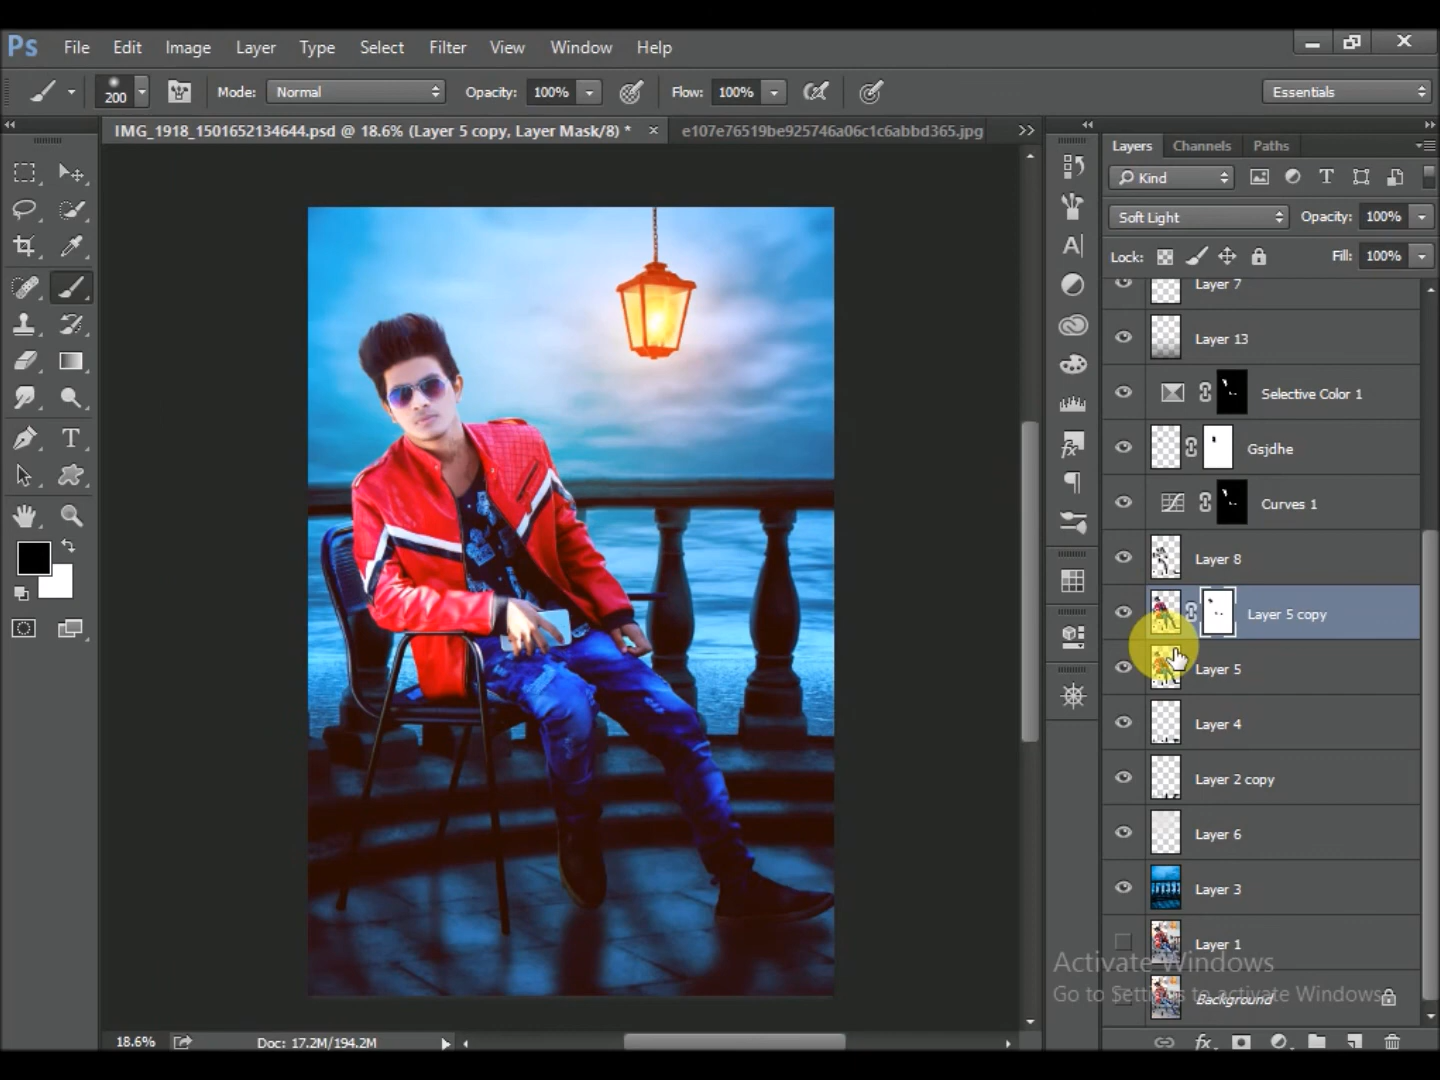 Ps File Edit Image Layer Type Select Filter View Window Help
200 Mode: Normal Opacity: 100% Flow: 100% Essentials
IMG_1918_1501652134644.psd @ 18.6% (Layer 5 copy, Layer Mask/8) * × e107e76519be925746a06c1c6abbd365.jpg
Layers Channels Paths
Kind
Soft Light Opacity: 100%
Lock: Fill: 100%
Layer 7
Layer 13
Selective Color 1
Gsjdhe
Curves 1
Layer 8
Layer 5 copy
Layer 5
Layer 4
Layer 2 copy
Layer 6
Layer 3
Layer 1
Activate Windows
Go to Settings to activate Windows.
Background
18.6% Doc: 17.2M/194.2M